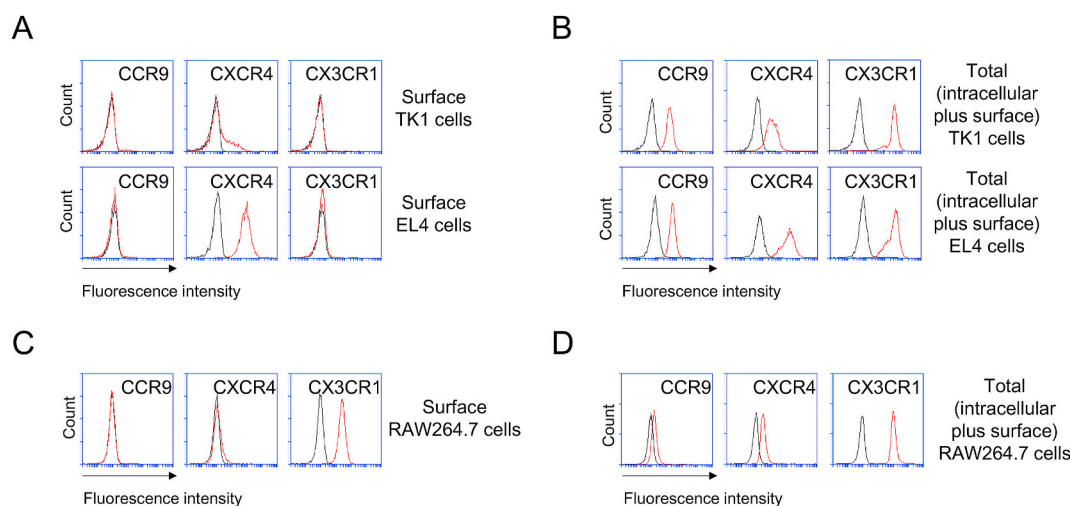 A
CCR9
CXCR4
CX3CR1
Count
Surface
TK1 cells
CCR9
CXCR4
CX3CR1
Count
Surface
EL4 cells
Fluorescence intensity
B
CCR9
CXCR4
CX3CR1
Count
Total
(intracellular
plus surface)
TK1 cells
CCR9
CXCR4
CX3CR1
Count
Total
(intracellular
plus surface)
EL4 cells
Fluorescence intensity
C
CCR9
CXCR4
CX3CR1
Count
Surface
RAW264.7 cells
Fluorescence intensity
D
CCR9
CXCR4
CX3CR1
Count
Total
(intracellular
plus surface)
RAW264.7 cells
Fluorescence intensity